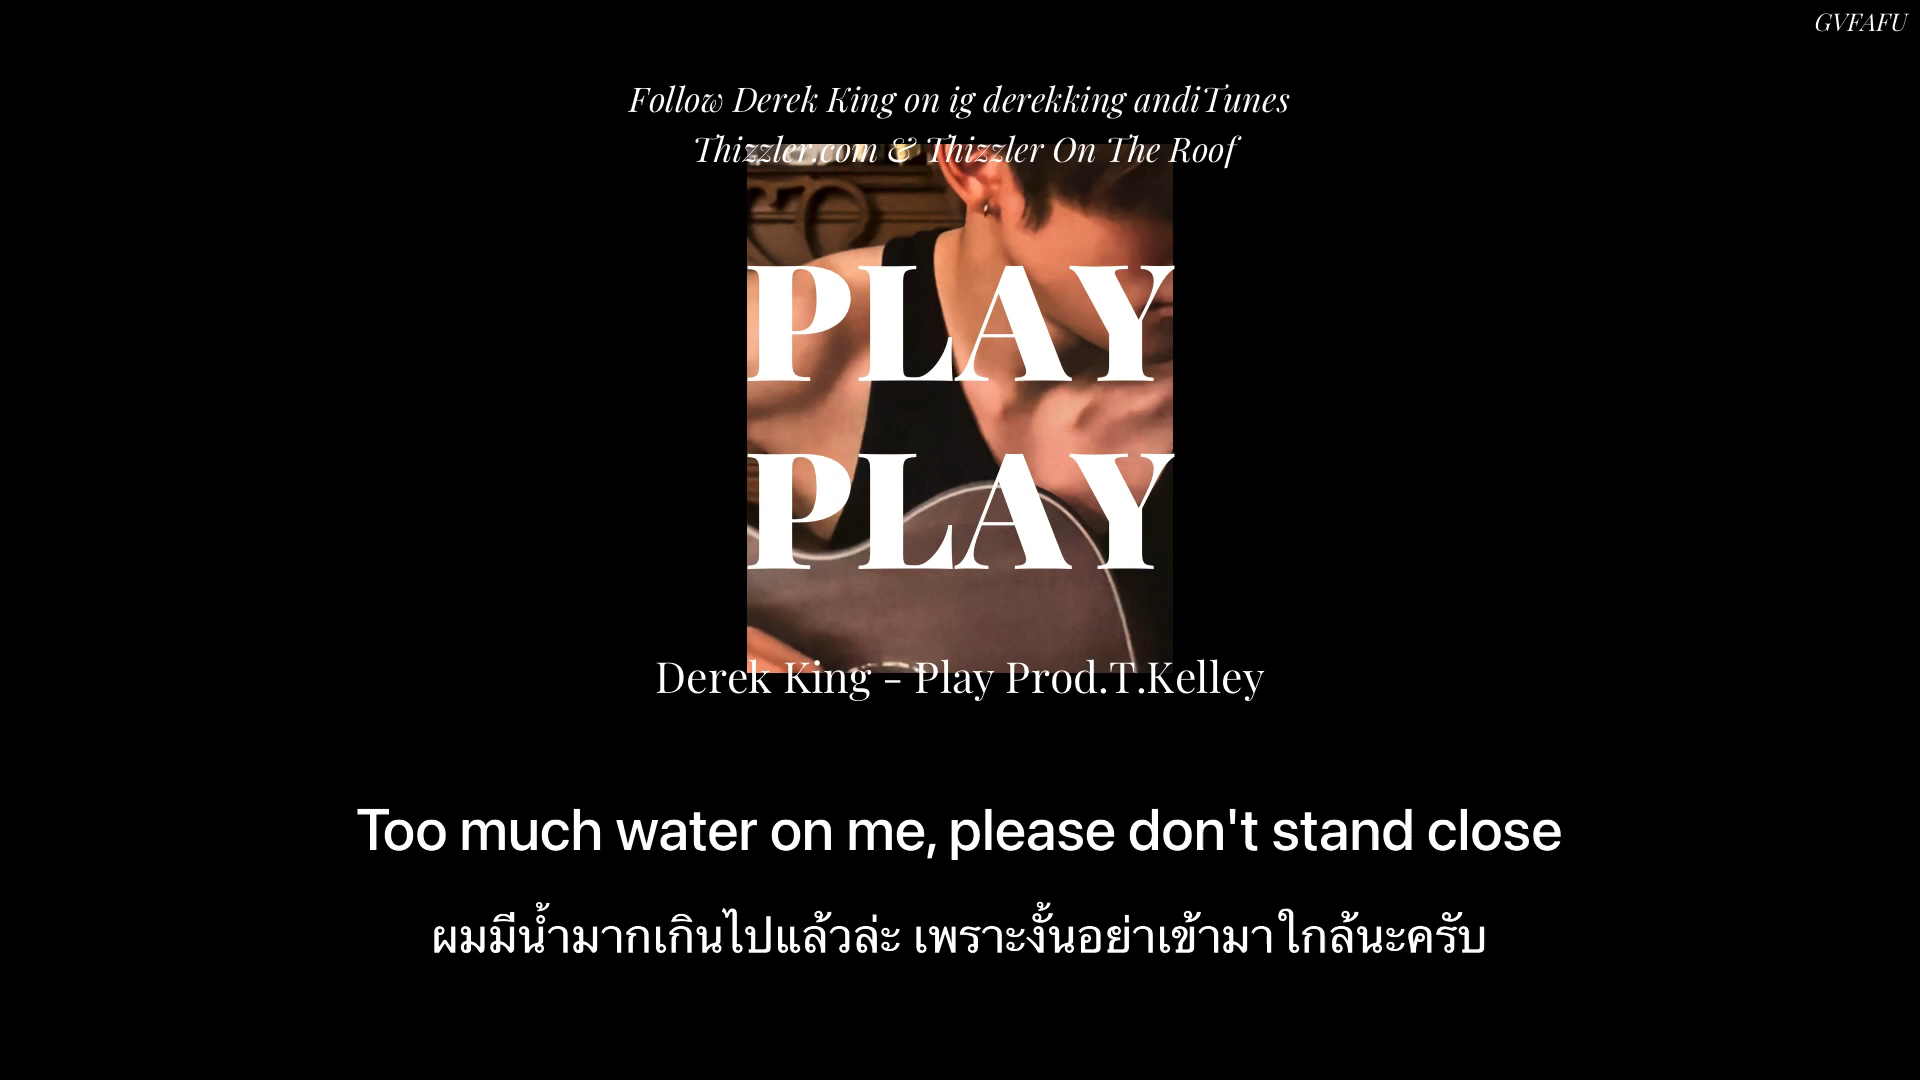 GVFAFU
Follow Derek King on ig derekking andiTunes
Thizzler.com & Thizzler On The Roof
PLAY
PLAY
Derek King - Play Prod.T.Kelley
Too much water on me, please don't stand close
ผมมีน้ำมากเกินไปแล้วล่ะ เพราะงั้นอย่าเข้ามาใกล้นะครับ